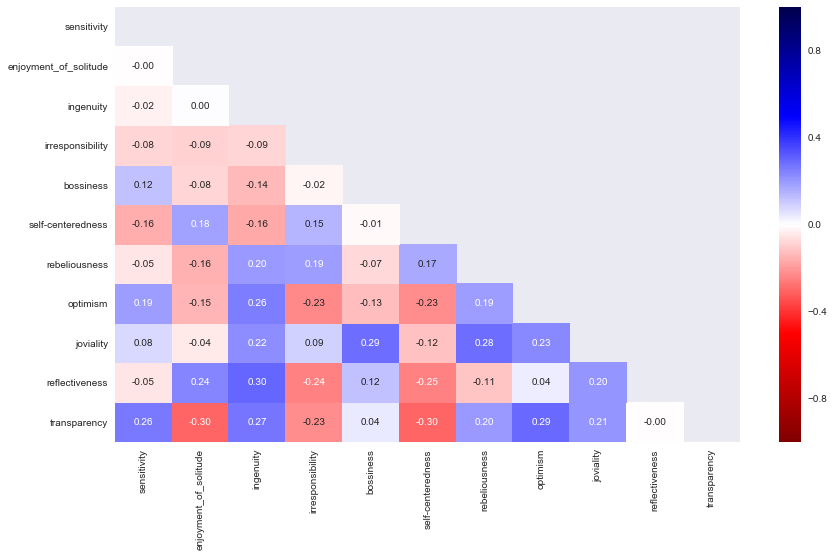 sensitivity
enjoyment_of_solitude -0.00
ingenuity -0.02 0.00
irresponsibility -0.08 -0.09 -0.09
bossiness 0.12 -0.08 -0.14 -0.02
self-centeredness -0.16 0.18 -0.16 0.15 -0.01
rebeliousness -0.05 -0.16 0.20 0.19 -0.07 0.17
optimism 0.19 -0.15 0.26 -0.23 -0.13 -0.23 0.19
joviality 0.08 -0.04 0.22 0.09 0.29 -0.12 0.28 0.23
reflectiveness -0.05 0.24 0.30 -0.24 0.12 -0.25 -0.11 0.04 0.20
transparency 0.26 -0.30 0.27 -0.23 0.04 -0.30 0.20 0.29 0.21 -0.00
sensitivity
enjoyment_of_solitude
ingenuity
irresponsibility
bossiness
self-centeredness
rebeliousness
optimism
joviality
reflectiveness
transparency
0.8
0.4
0.0
−0.4
−0.8